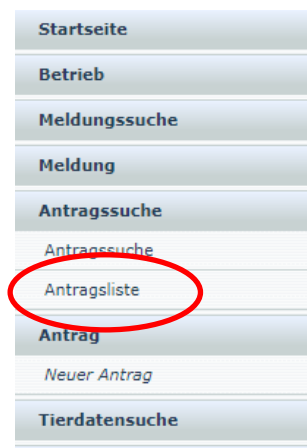 Startseite
Betrieb
Meldungssuche
Meldung
Antragssuche
Antragssuche
Antragsliste
Antrag
Neuer Antrag
Tierdatensuche